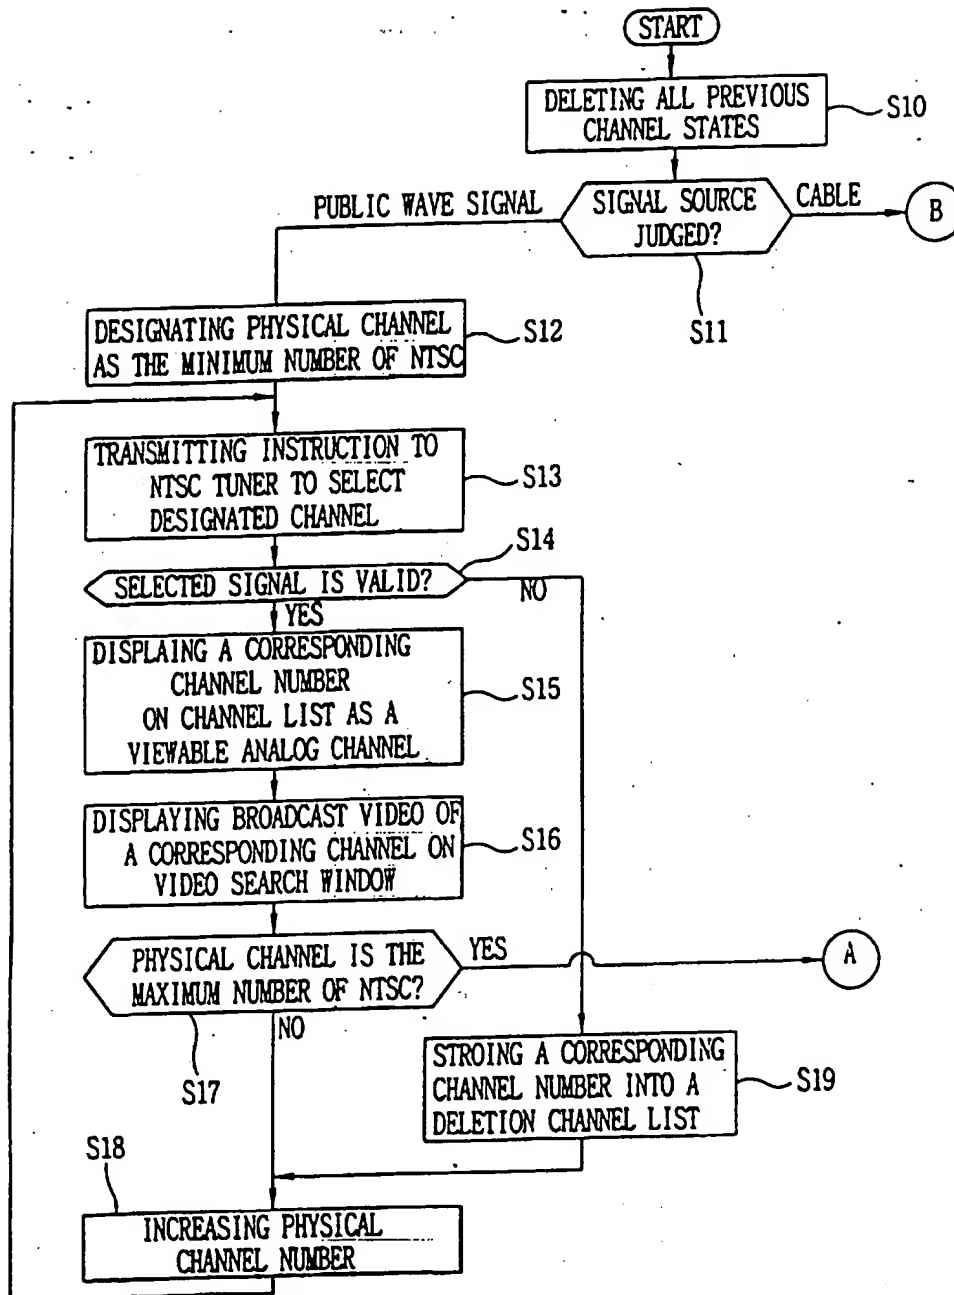 START
DELETING ALL PREVIOUS
CHANNEL STATES
S10
PUBLIC WAVE SIGNAL
SIGNAL SOURCE
JUDGED?
CABLE
B
S11
DESIGNATING PHYSICAL CHANNEL
AS THE MINIMUM NUMBER OF NTSC
S12
TRANSMITTING INSTRUCTION TO
NTSC TUNER TO SELECT
DESIGNATED CHANNEL
S13
S14
SELECTED SIGNAL IS VALID?
NO
YES
DISPLAING A CORRESPONDING
CHANNEL NUMBER
ON CHANNEL LIST AS A
VIEWABLE ANALOG CHANNEL
S15
DISPLAYING BROADCAST VIDEO OF
A CORRESPONDING CHANNEL ON
VIDEO SEARCH WINDOW
S16
PHYSICAL CHANNEL IS THE
MAXIMUM NUMBER OF NTSC?
YES
A
NO
S17
STROING A CORRESPONDING
CHANNEL NUMBER INTO A
DELETION CHANNEL LIST
S19
S18
INCREASING PHYSICAL
CHANNEL NUMBER